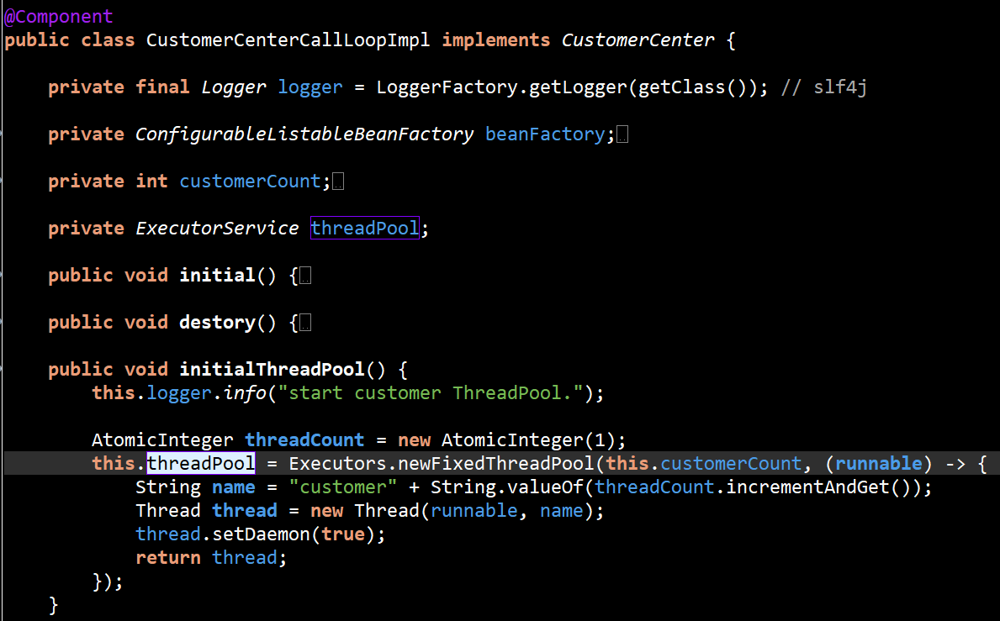 @Component
public class CustomerCenterCallLoopImpl implements CustomerCenter {
private final Logger logger = LoggerFactory.getLogger(getClass()); // slf4j
private ConfigurableListableBeanFactory beanFactory;
private int customerCount;
private ExecutorService threadPool;
public void initial() {
public void destory() {
public void initialThreadPool() {
this.logger.info("start customer ThreadPool.");
AtomicInteger threadCount = new AtomicInteger(1);
this.threadPool = Executors.newFixedThreadPool(this.customerCount, (runnable) -> {
String name = "customer" + String.valueOf(threadCount.incrementAndGet());
Thread thread = new Thread(runnable, name);
thread.setDaemon(true);
return thread;
});
}